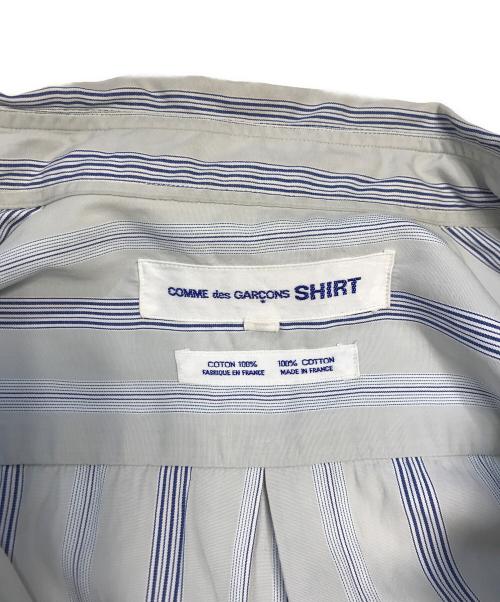 COMME des GARÇONS SHIRT
COTON 100% 100% COTTON
FABRIQUE EN FRANCE MADE IN FRANCE